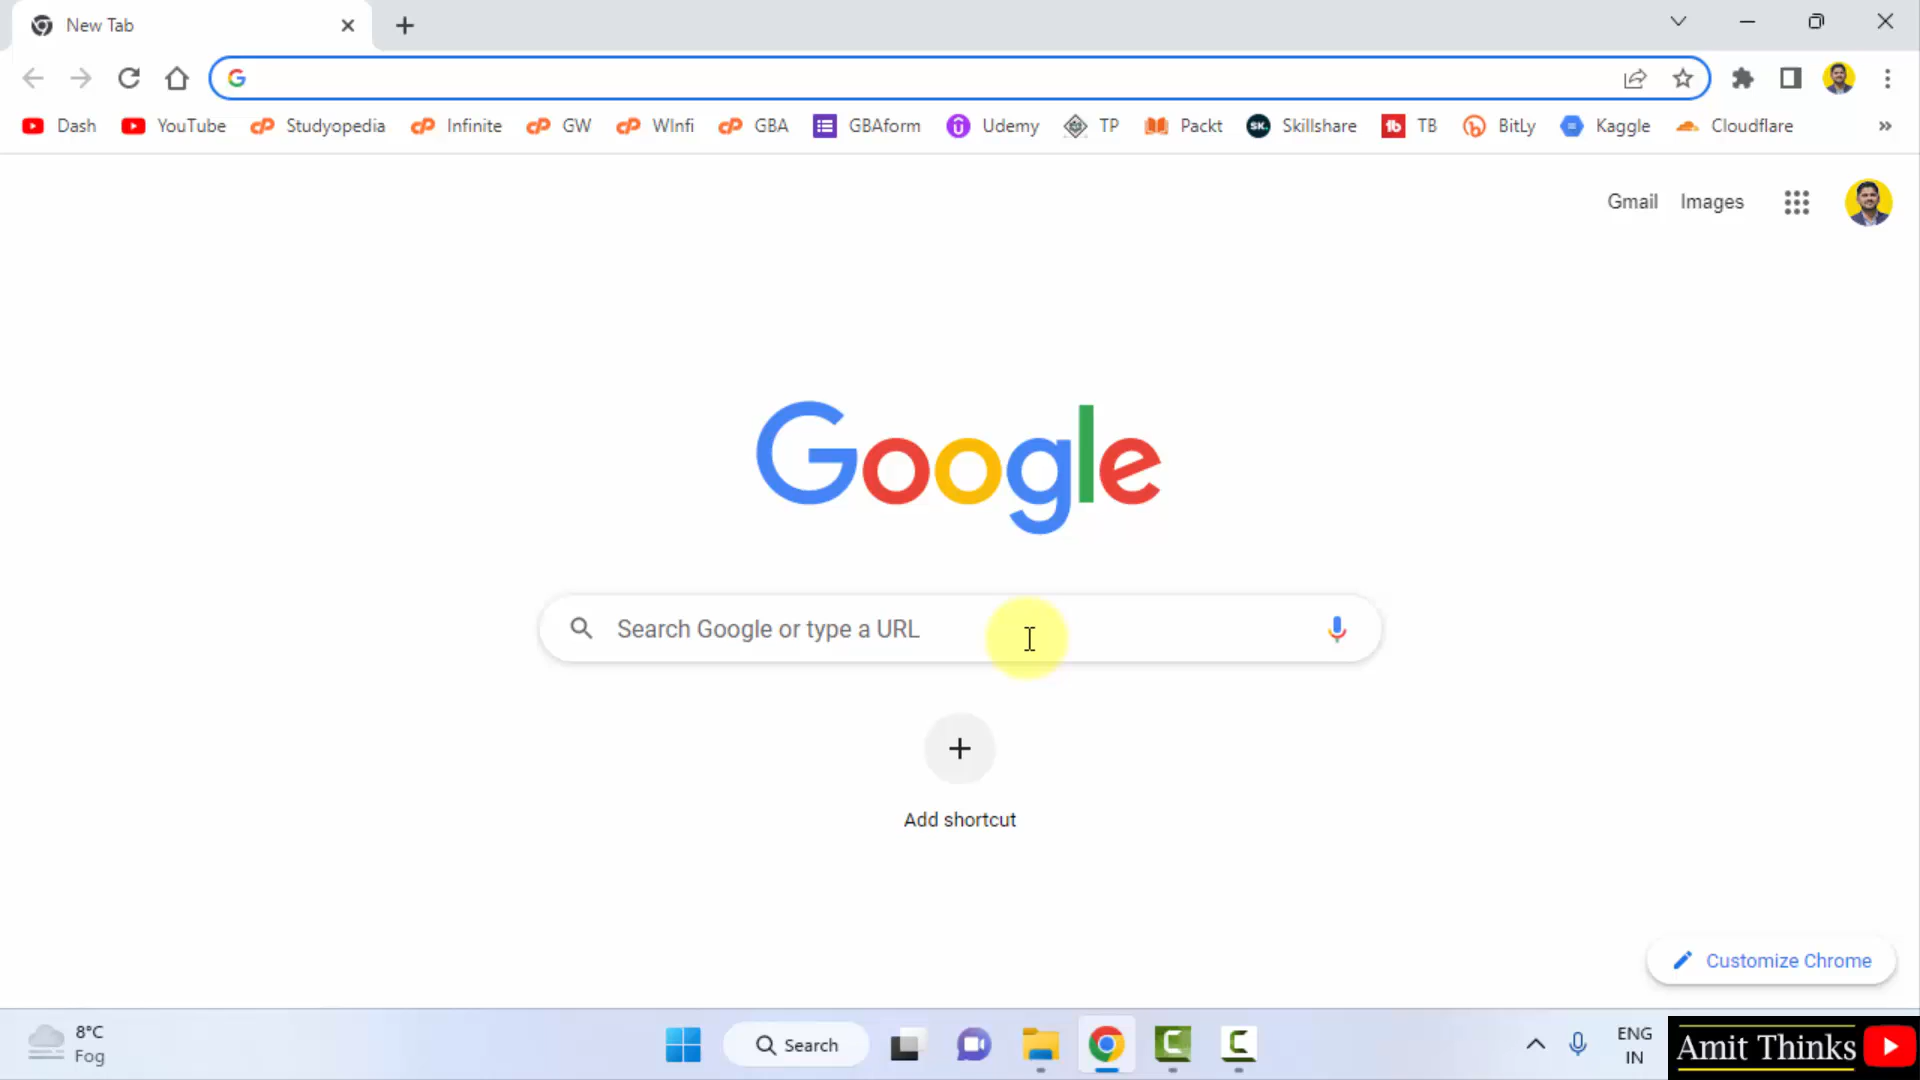 New Tab
Dash YouTube Studyopedia Infinite GW WInfi GBA GBAform Udemy TP Packt Skillshare TB BitLy Kaggle Cloudflare »
Gmail Images
Google
Search Google or type a URL
Add shortcut
Customize Chrome
8°C
Fog
Search
ENG
IN
Amit Thinks